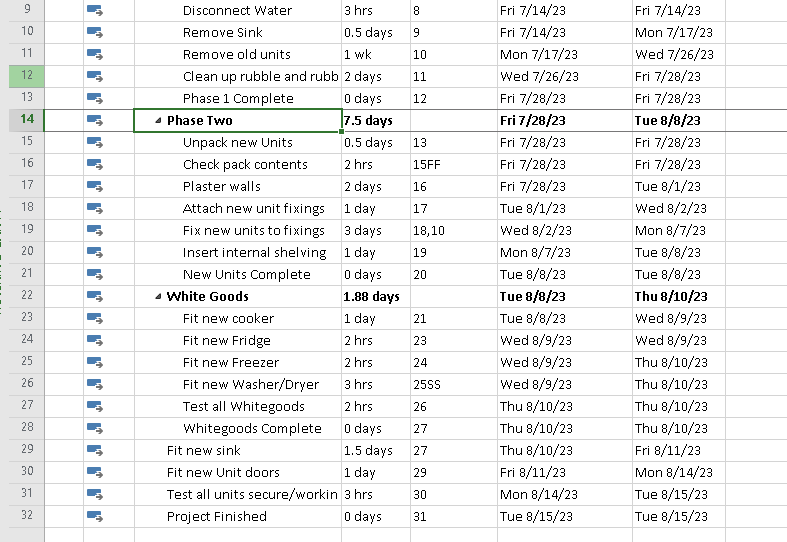 9 Disconnect Water 3 hrs 8 Fri 7/14/23 Fri 7/14/23
10 Remove Sink 0.5 days 9 Fri 7/14/23 Mon 7/17/23
11 Remove old units 1 wk 10 Mon 7/17/23 Wed 7/26/23
12 Clean up rubble and rubb 2 days 11 Wed 7/26/23 Fri 7/28/23
13 Phase 1 Complete 0 days 12 Fri 7/28/23 Fri 7/28/23
14 Phase Two 7.5 days Fri 7/28/23 Tue 8/8/23
15 Unpack new Units 0.5 days 13 Fri 7/28/23 Fri 7/28/23
16 Check pack contents 2 hrs 15FF Fri 7/28/23 Fri 7/28/23
17 Plaster walls 2 days 16 Fri 7/28/23 Tue 8/1/23
18 Attach new unit fixings 1 day 17 Tue 8/1/23 Wed 8/2/23
19 Fix new units to fixings 3 days 18,10 Wed 8/2/23 Mon 8/7/23
20 Insert internal shelving 1 day 19 Mon 8/7/23 Tue 8/8/23
21 New Units Complete 0 days 20 Tue 8/8/23 Tue 8/8/23
22 White Goods 1.88 days Tue 8/8/23 Thu 8/10/23
23 Fit new cooker 1 day 21 Tue 8/8/23 Wed 8/9/23
24 Fit new Fridge 2 hrs 23 Wed 8/9/23 Wed 8/9/23
25 Fit new Freezer 2 hrs 24 Wed 8/9/23 Thu 8/10/23
26 Fit new Washer/Dryer 3 hrs 25SS Wed 8/9/23 Thu 8/10/23
27 Test all Whitegoods 2 hrs 26 Thu 8/10/23 Thu 8/10/23
28 Whitegoods Complete 0 days 27 Thu 8/10/23 Thu 8/10/23
29 Fit new sink 1.5 days 27 Thu 8/10/23 Fri 8/11/23
30 Fit new Unit doors 1 day 29 Fri 8/11/23 Mon 8/14/23
31 Test all units secure/workin 3 hrs 30 Mon 8/14/23 Tue 8/15/23
32 Project Finished 0 days 31 Tue 8/15/23 Tue 8/15/23